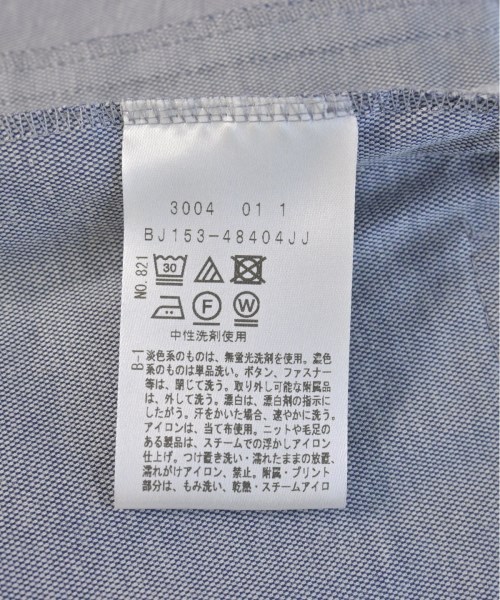 3004 01 1
BJ153-48404JJ
NO.821
30
F W
中性洗剤使用
B-1
淡色系のものは、無蛍光洗剤を使用。濃色
系のものは単品洗い。ボタン、ファスナー
等は、閉じて洗う。取り外し可能な附属品
は、外して洗う。漂白は、漂白剤の指示に
したがう。汗をかいた場合、速やかに洗う。
アイロンは、当て布使用。ニットや毛足の
ある製品は、スチームでの浮かしアイロン
仕上げ。つけ置き洗い・濡れたままの放置、
濡れがけアイロン、禁止。附属・プリント
部分は、もみ洗い、乾熱・スチームアイロ